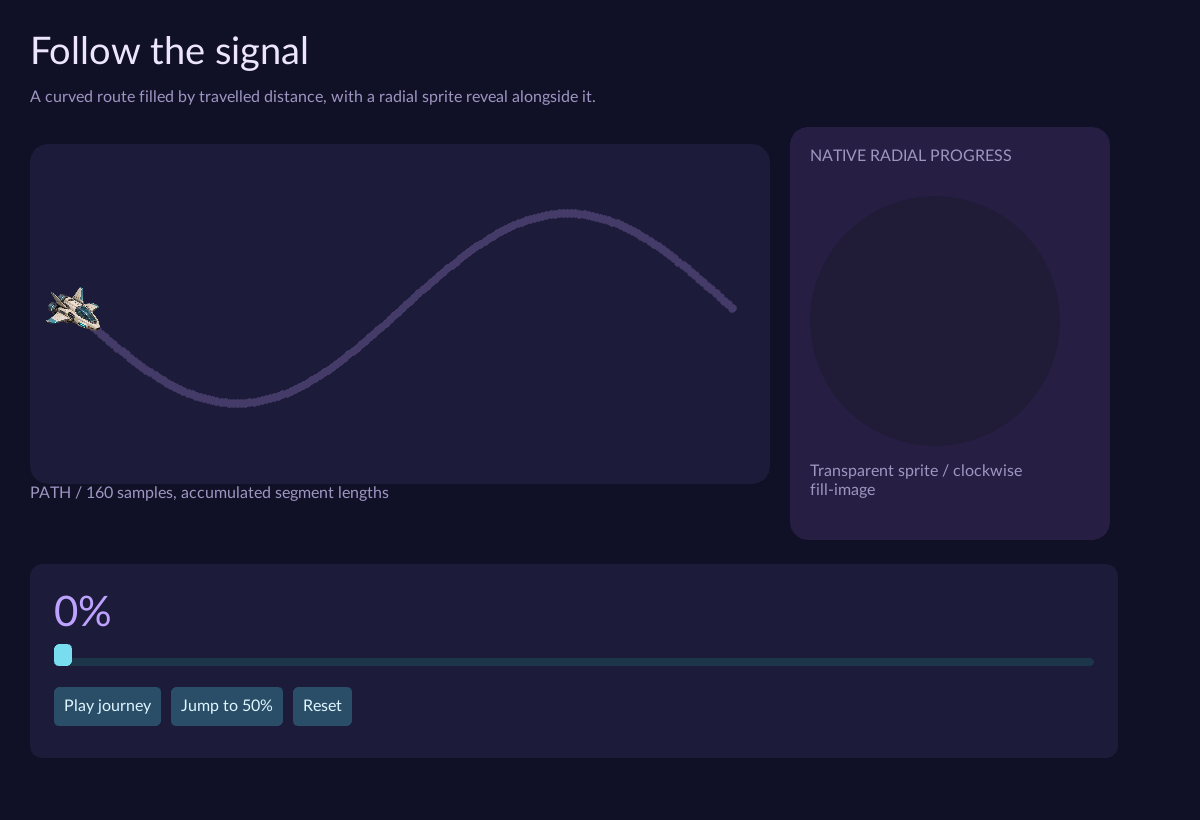 Follow the signal
A curved route filled by travelled distance, with a radial sprite reveal alongside it.
NATIVE RADIAL PROGRESS
Transparent sprite / clockwise
fill-image
PATH / 160 samples, accumulated segment lengths
0%
Play journey
Jump to 50%
Reset